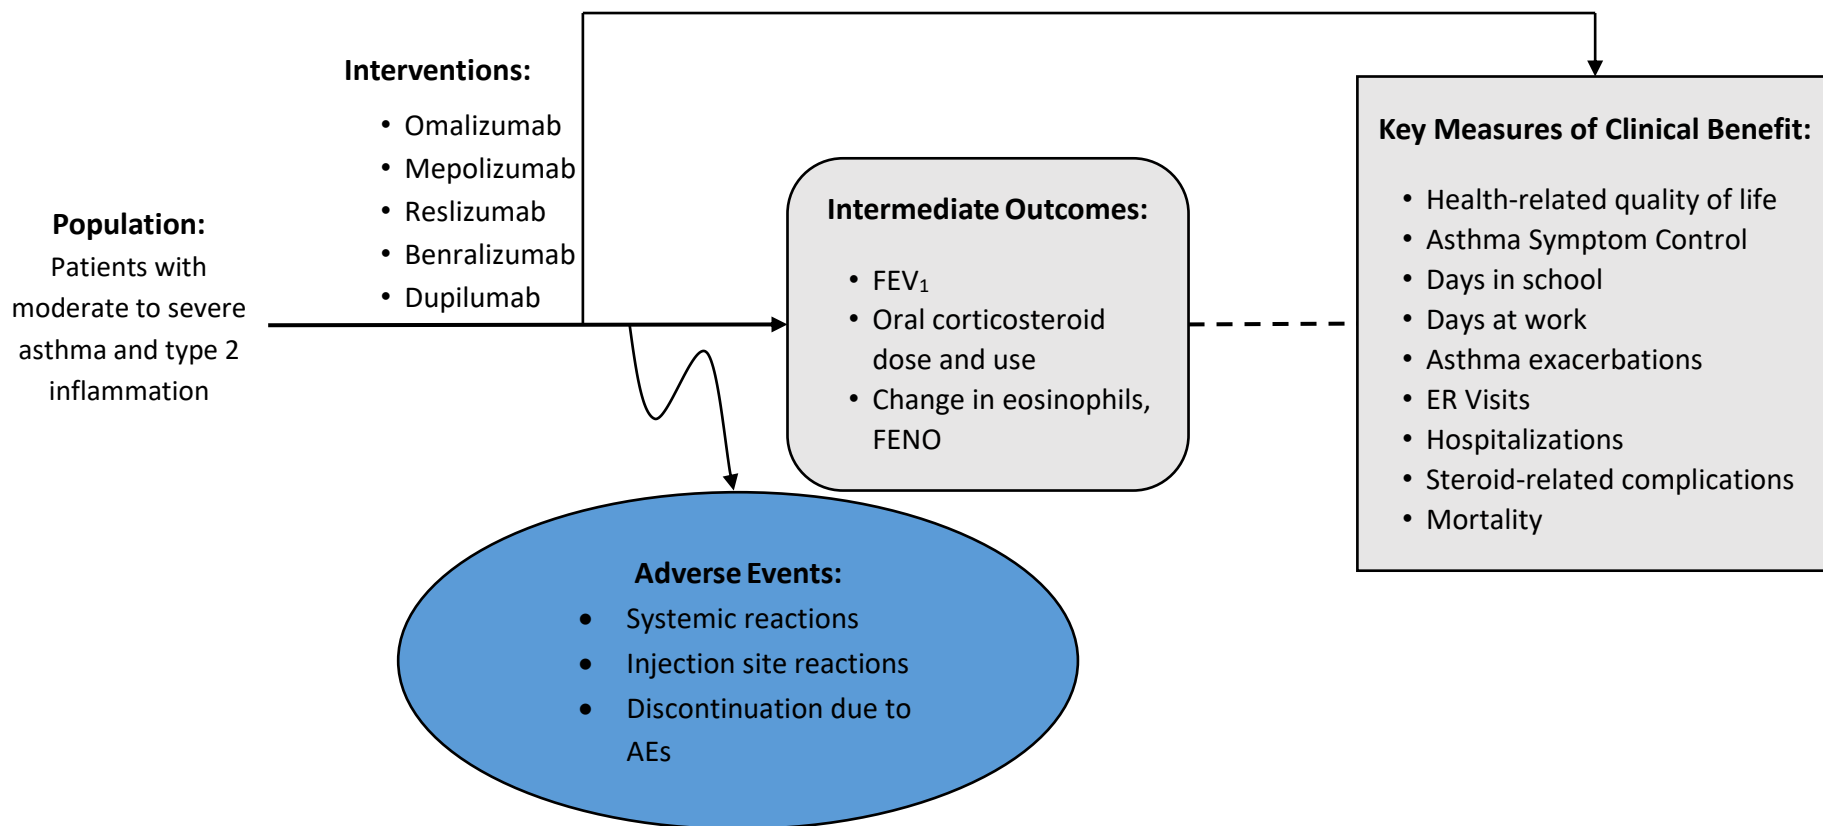 Population:
Patients with
moderate to severe
asthma and type 2
inflammation
Interventions:
• Omalizumab
• Mepolizumab
• Reslizumab
• Benralizumab
• Dupilumab
Intermediate Outcomes:
• FEV₁
• Oral corticosteroid
dose and use
• Change in eosinophils,
FENO
Adverse Events:
• Systemic reactions
• Injection site reactions
• Discontinuation due to
AEs
Key Measures of Clinical Benefit:
• Health-related quality of life
• Asthma Symptom Control
• Days in school
• Days at work
• Asthma exacerbations
• ER Visits
• Hospitalizations
• Steroid-related complications
• Mortality